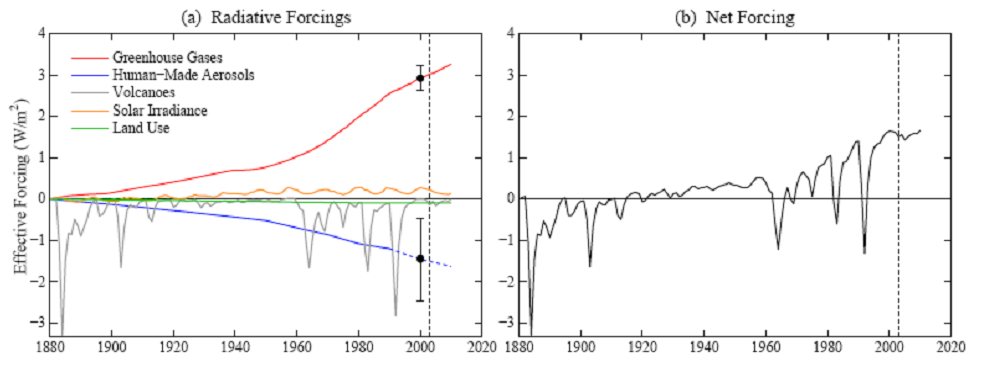 (a) Radiative Forcings
Effective Forcing (W/m²)
4
3
2
1
0
−1
−2
−3
Greenhouse Gases
Human−Made Aerosols
Volcanoes
Solar Irradiance
Land Use
1880 1900 1920 1940 1960 1980 2000 2020
(b) Net Forcing
4
3
2
1
0
−1
−2
−3
1880 1900 1920 1940 1960 1980 2000 2020